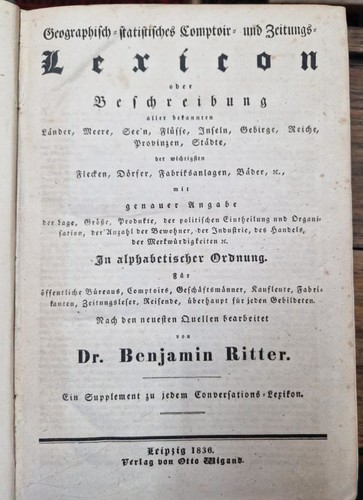 Geographisch-statistisches Comptoir- und Zeitungs-
Lexicon
oder
Beschreibung
aller bekannten
Länder, Meere, See'n, Flüsse, Inseln, Gebirge, Reiche,
Provinzen, Städte,
der wichtigsten
Flecken, Dörfer, Fabriksanlagen, Bäder, ꝛc.,
mit
genauer Angabe
der Lage, Größe, Produkte, der politischen Eintheilung und Organi-
sation, der Anzahl der Bewohner, der Industrie, des Handels,
der Merkwürdigkeiten ꝛc.
In alphabetischer Ordnung.
Für
öffentliche Büreaus, Comptoirs, Geschäftsmänner, Kaufleute, Fabri-
kanten, Zeitungsleser, Reisende, überhaupt für jeden Gebildeten.
Nach den neuesten Quellen bearbeitet
von
Dr. Benjamin Ritter.
Ein Supplement zu jedem Conversations-Lexikon.
Leipzig 1836.
Verlag von Otto Wigand.